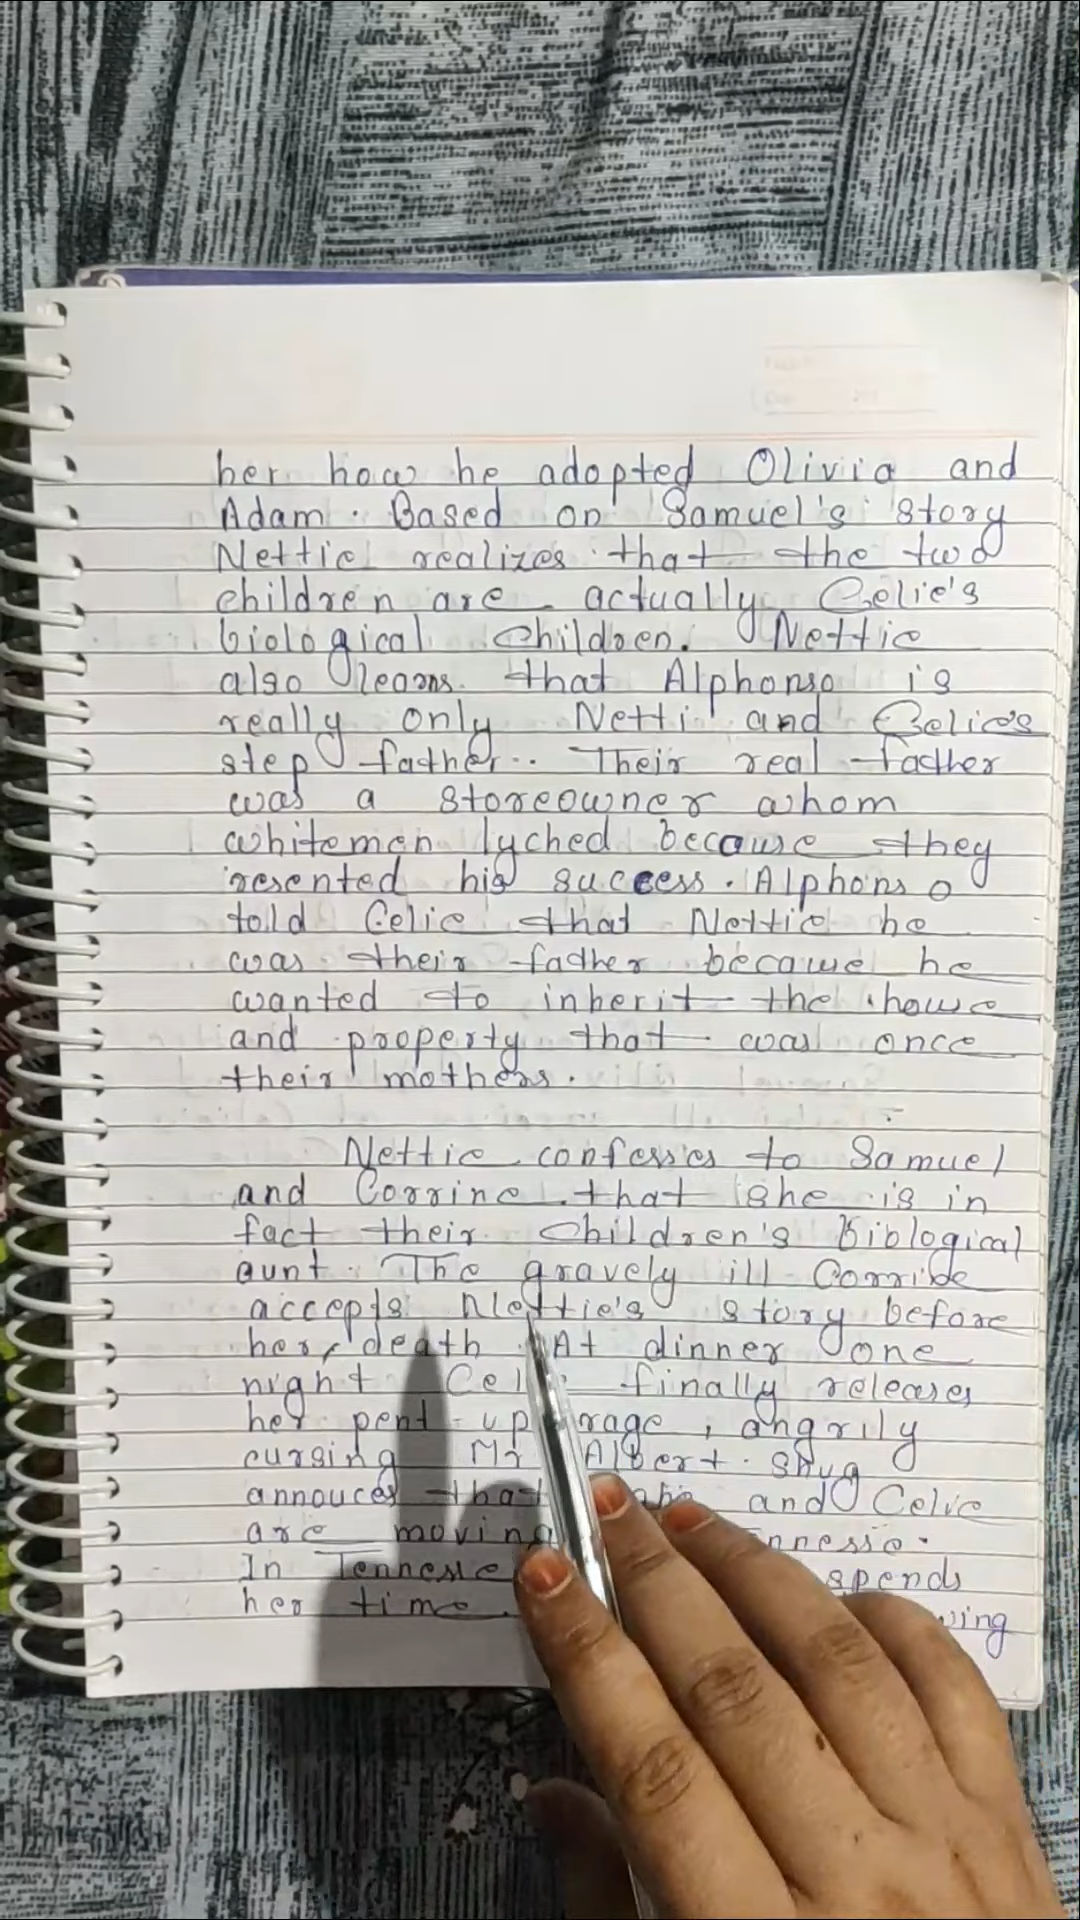 her how he adopted Olivia and
Adam. Based on Samuel's story
Nettie realizes that the two
children are actually Celie's
biological children. Nettie
also learns that Alphonso is
really only Netti and Celie's
step father.. Their real father
was a storeowner whom
whitemen lyched because they
resented his success. Alphonso
told Celie that Nettie he
was their father because he
wanted to inherit the house
and property that was once
their mothers.
Nettie confesses to Samuel
and Corrine that she is in
fact their children's biological
aunt. The gravely ill Corride
accepts Nettie's story before
her death. At dinner one
night finally releases
her pent-up rage, angrily
cursing Mr Albert. Shug
annouces that and Celie
are moving
In Tennesse spends
her time